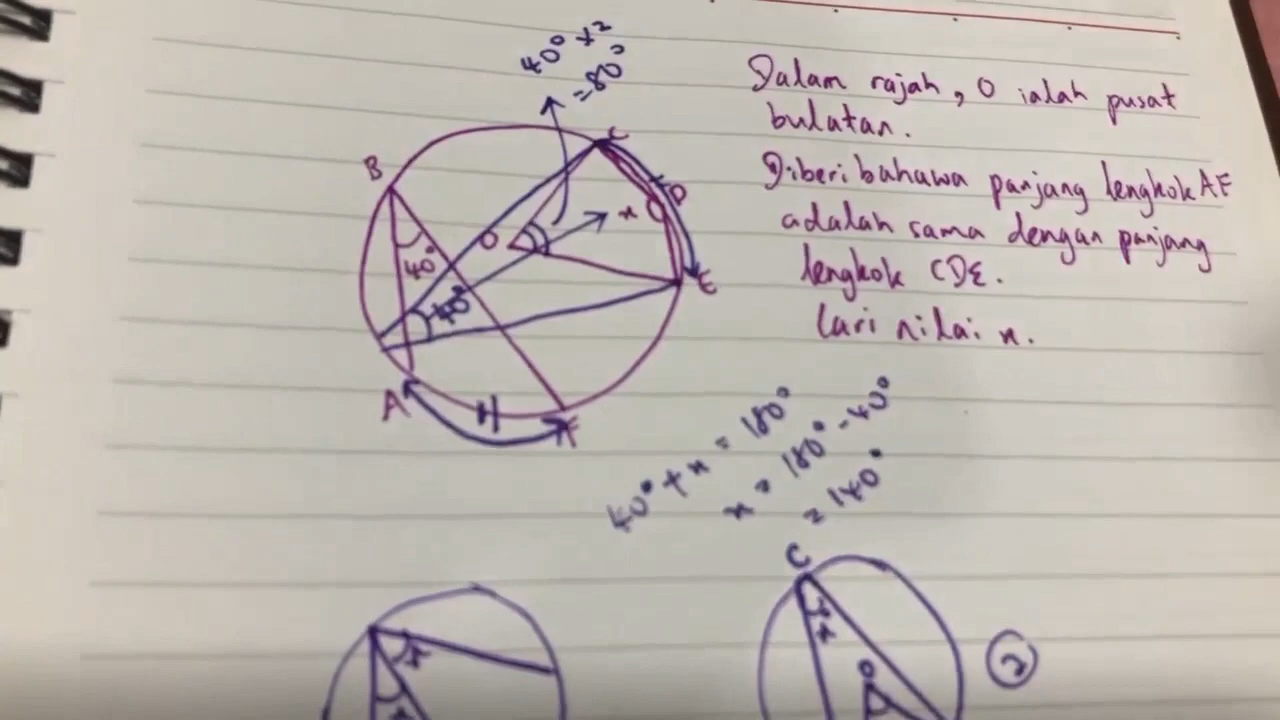 40° x2
= 80°
Dalam rajah, O ialah pusat
bulatan.
Diberi bahawa panjang lengkok AF
adalah sama dengan panjang
lengkok CDE.
Cari nilai x.
B
C
D
x
O
40°
40°
E
A
F
40° + x = 180°
x = 180° - 40°
= 140°
C
x
x
O
2